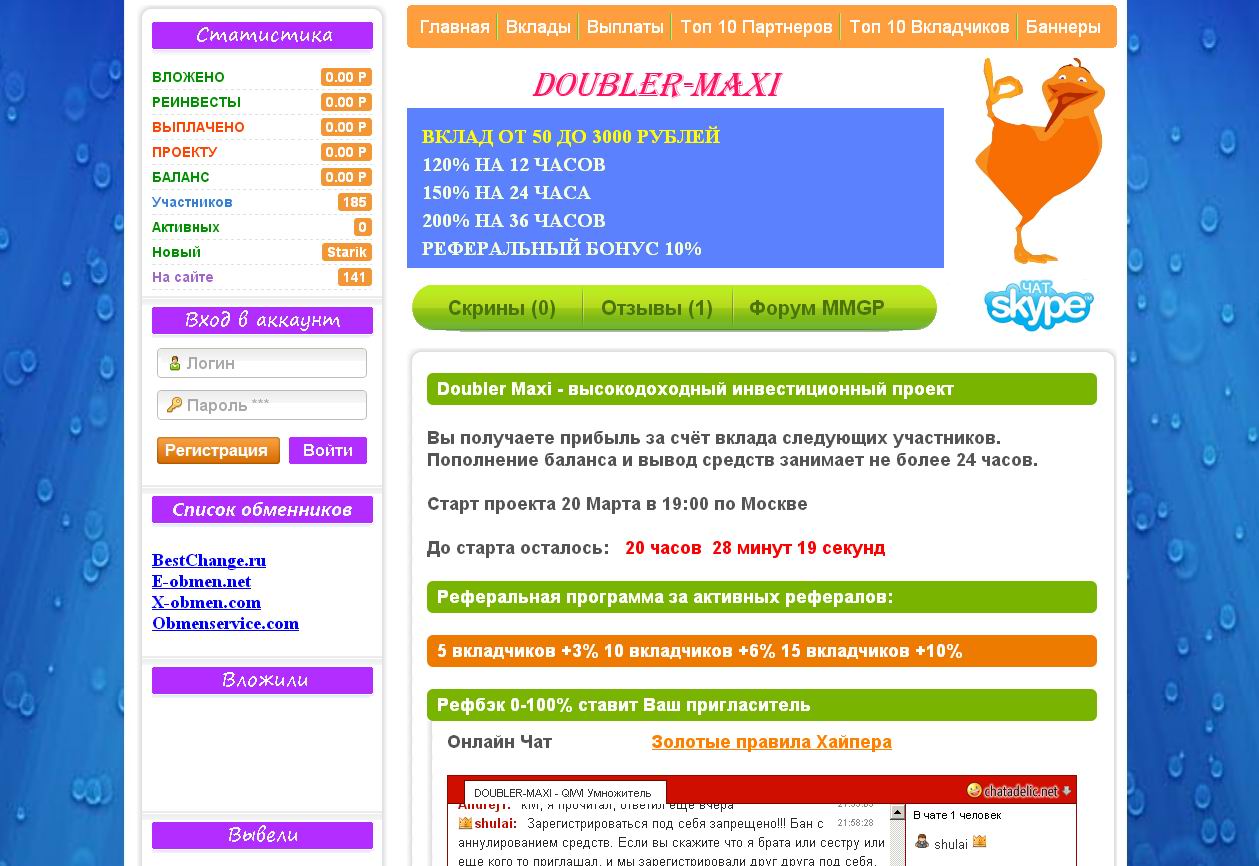 Главная Вклады Выплаты Топ 10 Партнеров Топ 10 Вкладчиков Баннеры
Статистика
ВЛОЖЕНО 0.00 Р
РЕИНВЕСТЫ 0.00 Р
ВЫПЛАЧЕНО 0.00 Р
ПРОЕКТУ 0.00 Р
БАЛАНС 0.00 Р
Участников 185
Активных 0
Новый Starik
На сайте 141
Вход в аккаунт
Логин
Пароль ***
Регистрация Войти
Список обменников
BestChange.ru
E-obmen.net
X-obmen.com
Obmenservice.com
Вложили
Вывели
DOUBLER-MAXI
ВКЛАД ОТ 50 ДО 3000 РУБЛЕЙ
120% НА 12 ЧАСОВ
150% НА 24 ЧАСА
200% НА 36 ЧАСОВ
РЕФЕРАЛЬНЫЙ БОНУС 10%
ЧАТ
skype™
Скрины (0) Отзывы (1) Форум MMGP
Doubler Maxi - высокодоходный инвестиционный проект
Вы получаете прибыль за счёт вклада следующих участников.
Пополнение баланса и вывод средств занимает не более 24 часов.
Старт проекта 20 Марта в 19:00 по Москве
До старта осталось: 20 часов 28 минут 19 секунд
Реферальная программа за активных рефералов:
5 вкладчиков +3% 10 вкладчиков +6% 15 вкладчиков +10%
Рефбэк 0-100% ставит Ваш пригласитель
Онлайн Чат Золотые правила Хайпера
DOUBLER-MAXI - QIWI Умножитель chatadelic.net
я прочитал, ответил еще вчера
shulai: Зарегистрироваться под себя запрещено!!! Бан с 21:58:28
аннулированием средств. Если вы скажите что я брата или сестру или
еще кого то приглашал, и мы зарегистрировали друг друга под себя,
В чате 1 человек
shulai